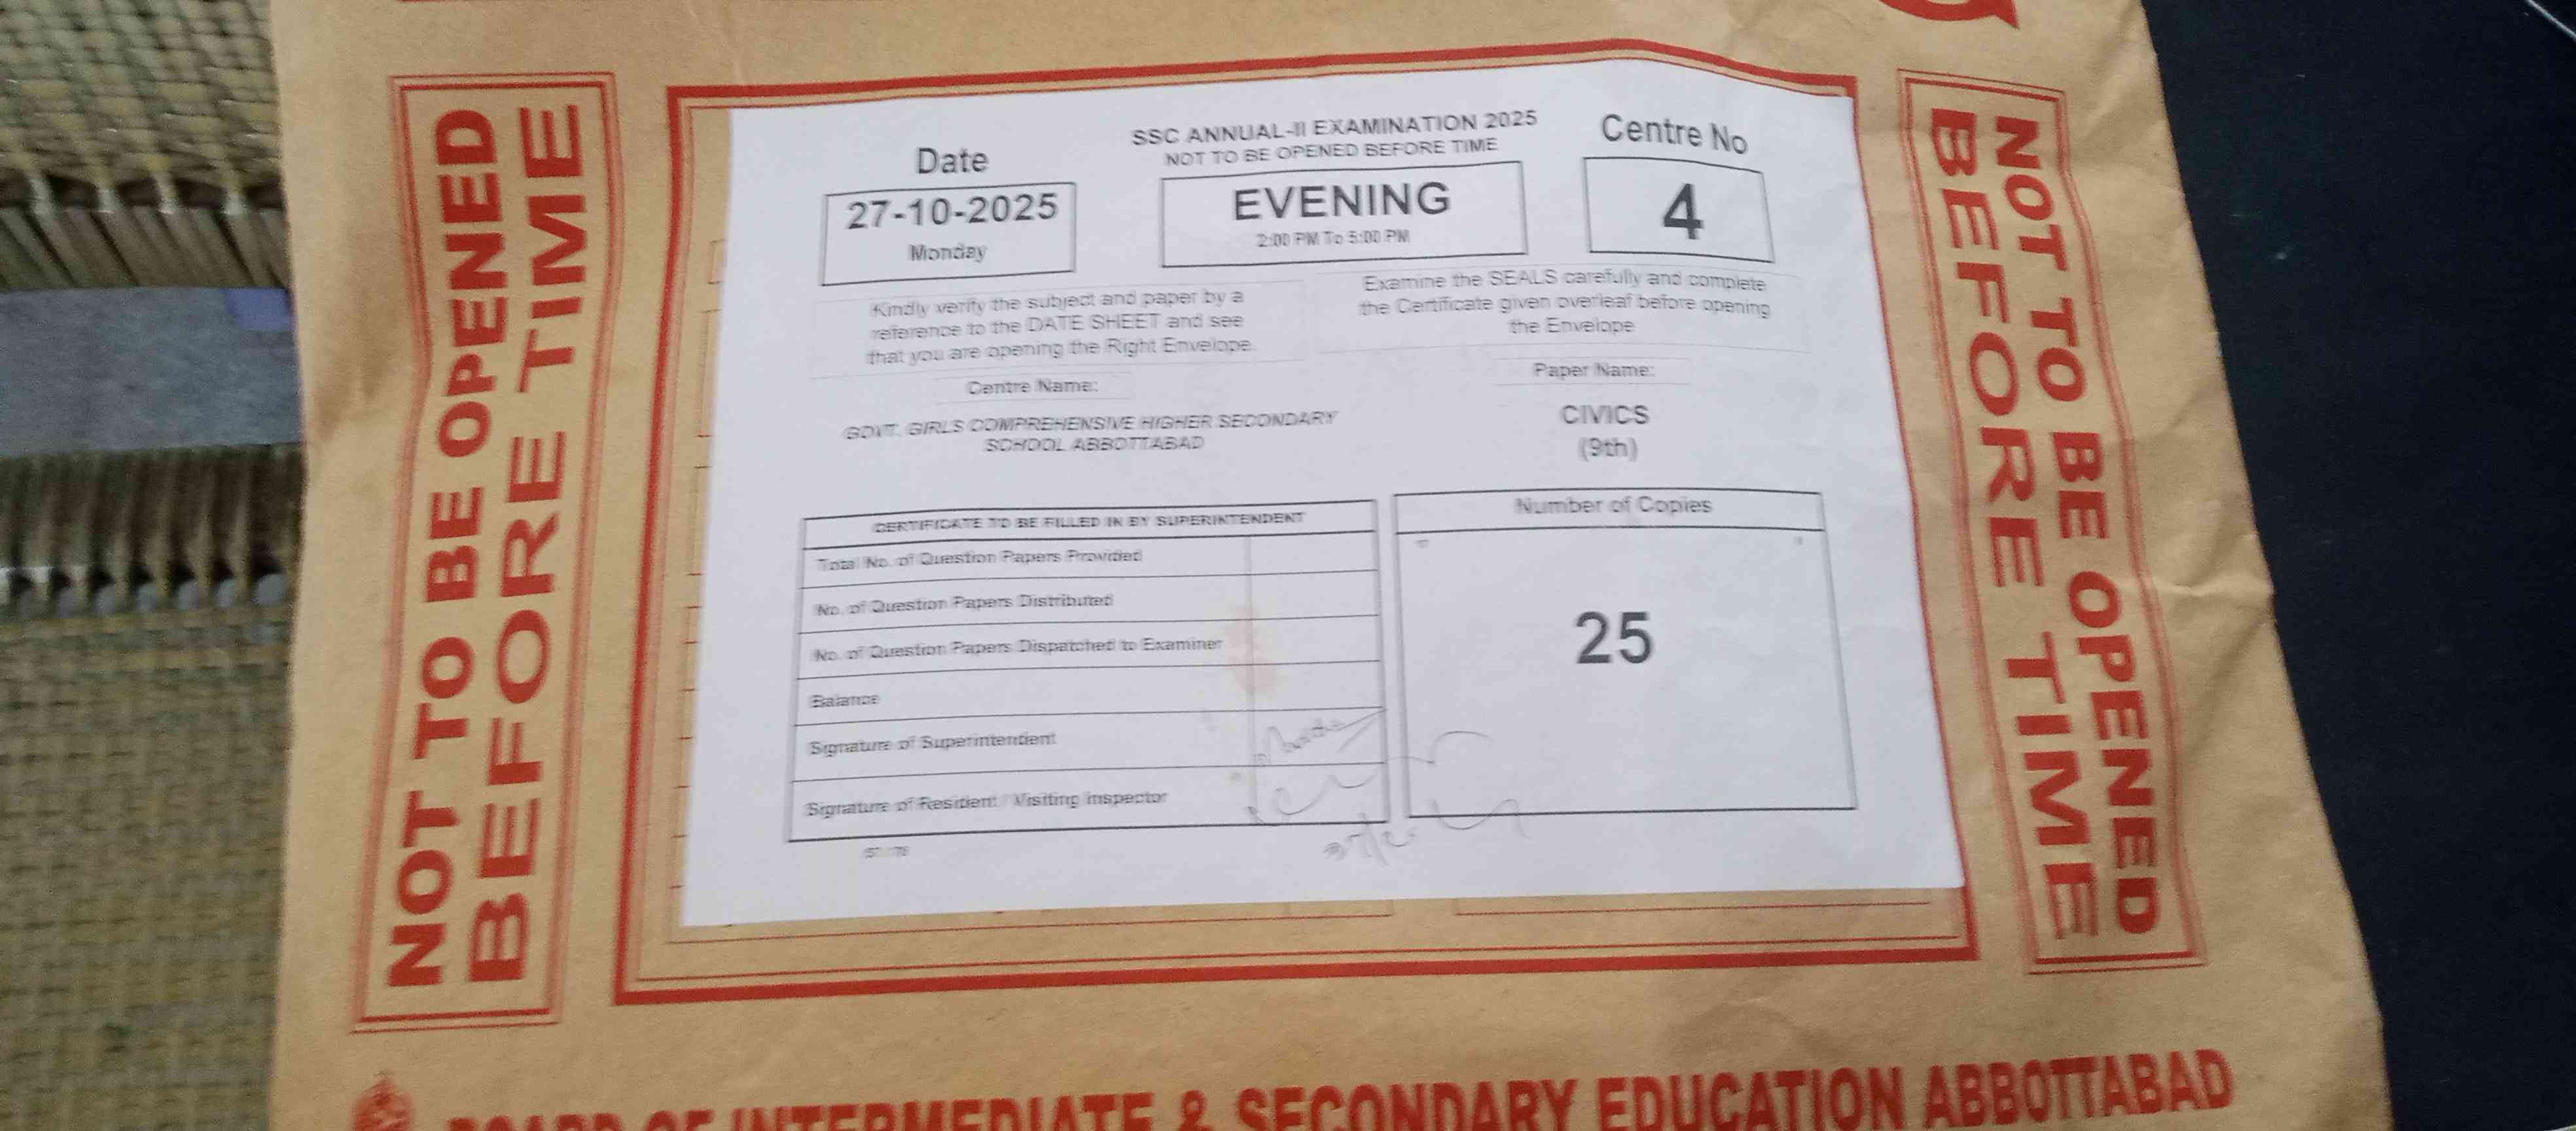 NOT TO BE OPENED
BEFORE TIME
SSC ANNUAL-II EXAMINATION 2025
NOT TO BE OPENED BEFORE TIME
Date
27-10-2025
Monday
EVENING
2:00 PM To 5:00 PM
Centre No
4
Kindly verify the subject and paper by a
reference to the DATE SHEET and see
that you are opening the Right Envelope.
Examine the SEALS carefully and complete
the Certificate given overleaf before opening
the Envelope
Centre Name:
GOVT. GIRLS COMPREHENSIVE HIGHER SECONDARY
SCHOOL ABBOTTABAD
Paper Name:
CIVICS
(9th)
CERTIFICATE TO BE FILLED IN BY SUPERINTENDENT
Total No. of Question Papers Provided
No. of Question Papers Distributed
No. of Question Papers Dispatched to Examiner
Balance
Signature of Superintendent
Signature of Resident / Visiting Inspector
Number of Copies
25
NOT TO BE OPENED
BEFORE TIME
BOARD OF INTERMEDIATE & SECONDARY EDUCATION ABBOTTABAD